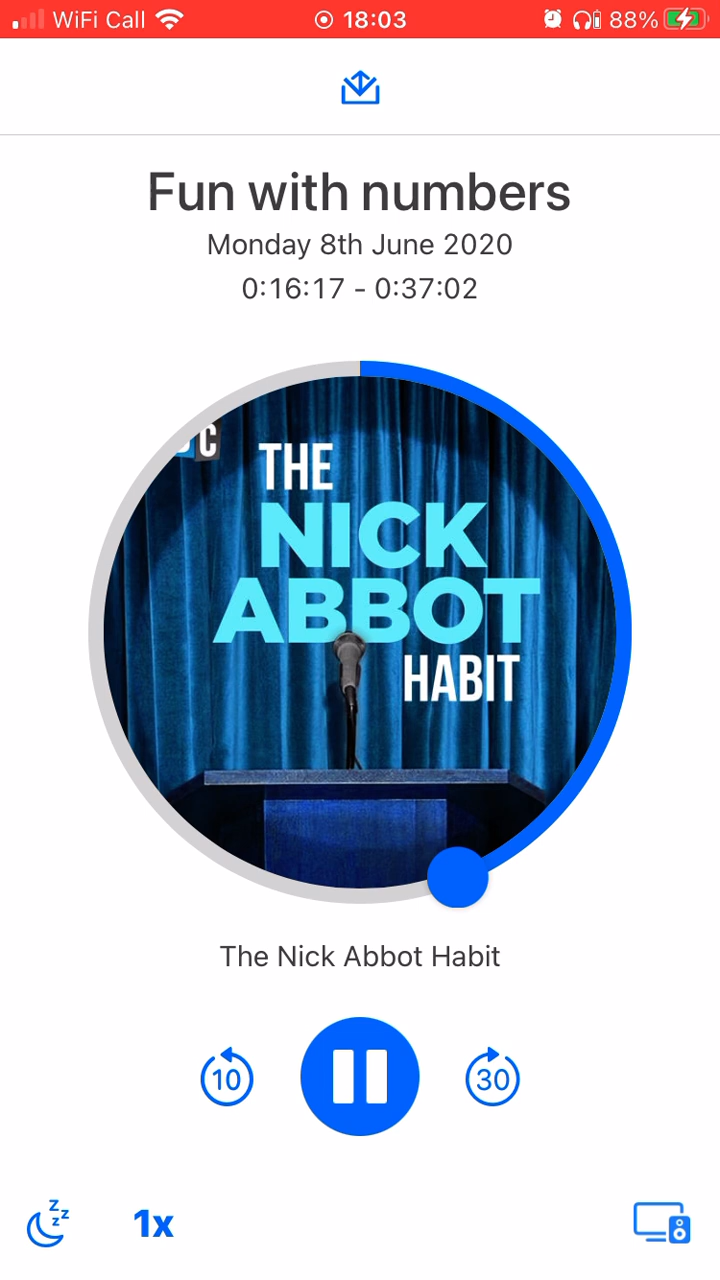 WiFi Call 18:03 88%
Fun with numbers
Monday 8th June 2020
0:16:17 - 0:37:02
C
THE
NICK
ABBOT
HABIT
The Nick Abbot Habit
10 30
zzz
1x